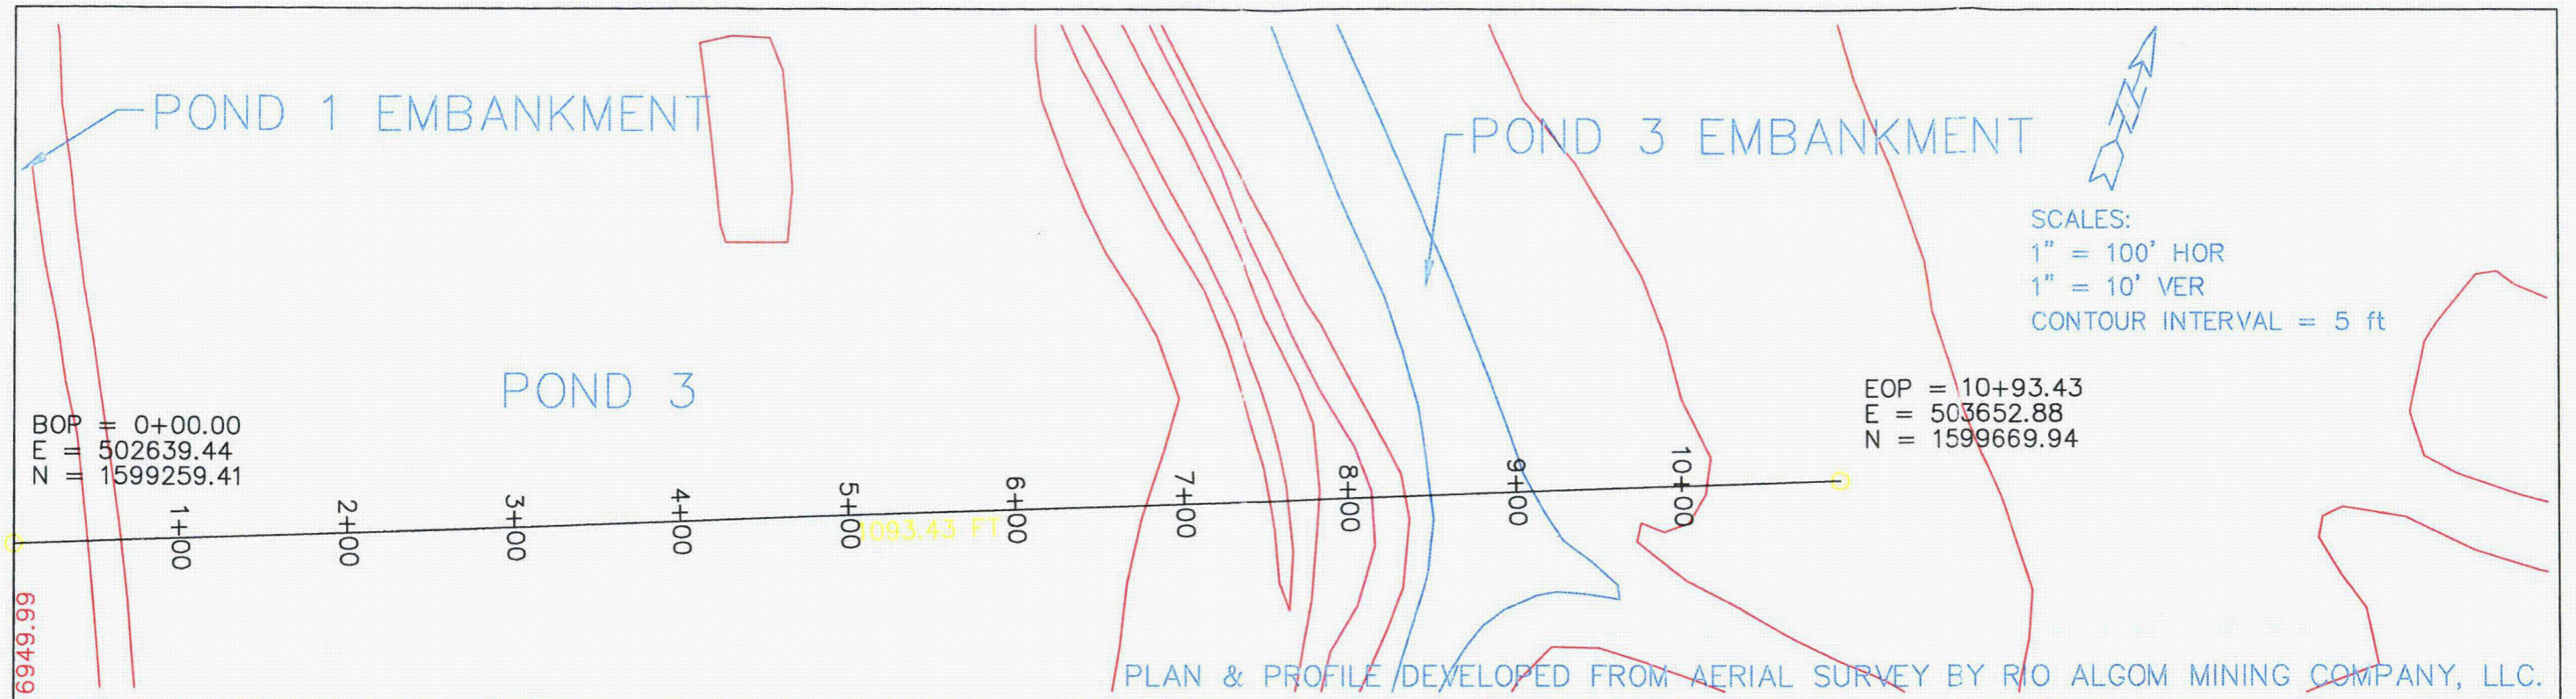 POND 1 EMBANKMENT
POND 3 EMBANKMENT
SCALES:
1" = 100' HOR
1" = 10' VER
CONTOUR INTERVAL = 5 ft
POND 3
BOP = 0+00.00
E = 502639.44
N = 1599259.41
EOP = 10+93.43
E = 503652.88
N = 1599669.94
1+00
2+00
3+00
4+00
5+00
6+00
7+00
8+00
9+00
10+00
1093.43 FT
6949.99
PLAN & PROFILE DEVELOPED FROM AERIAL SURVEY BY RIO ALGOM MINING COMPANY, LLC.